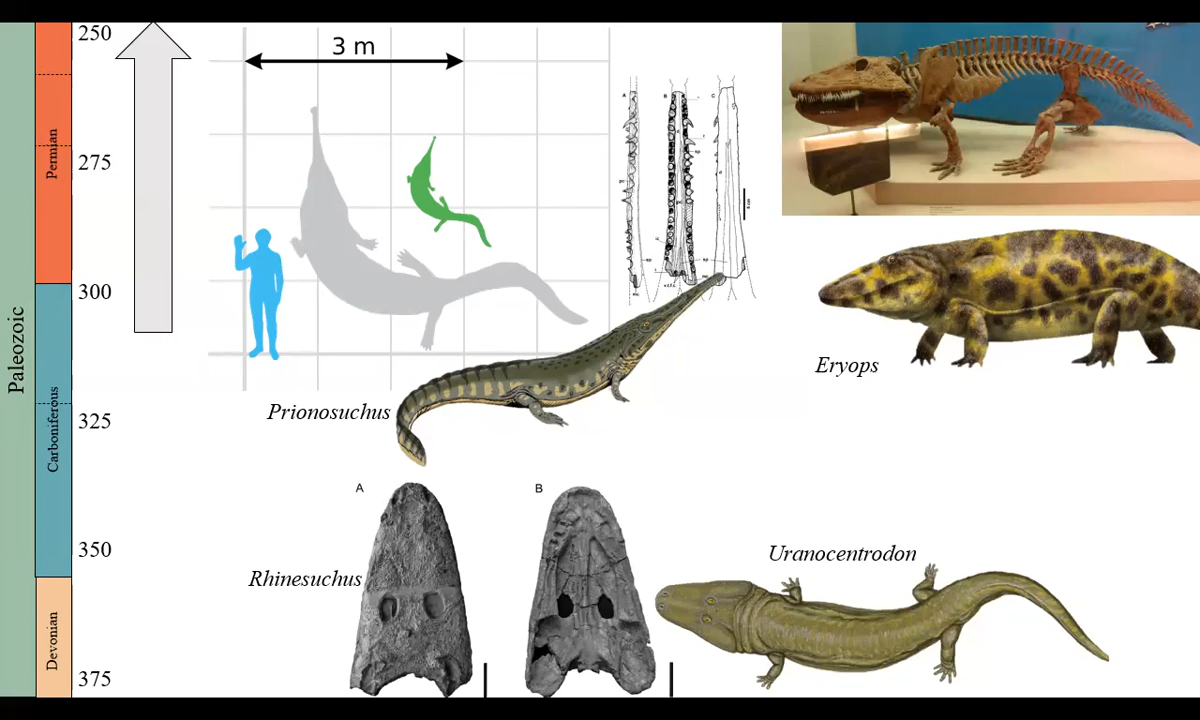 Paleozoic
Permian
Carboniferous
Devonian
250
275
300
325
350
375
3 m
A
B
C
Prionosuchus
Eryops
A
B
Rhinesuchus
Uranocentrodon